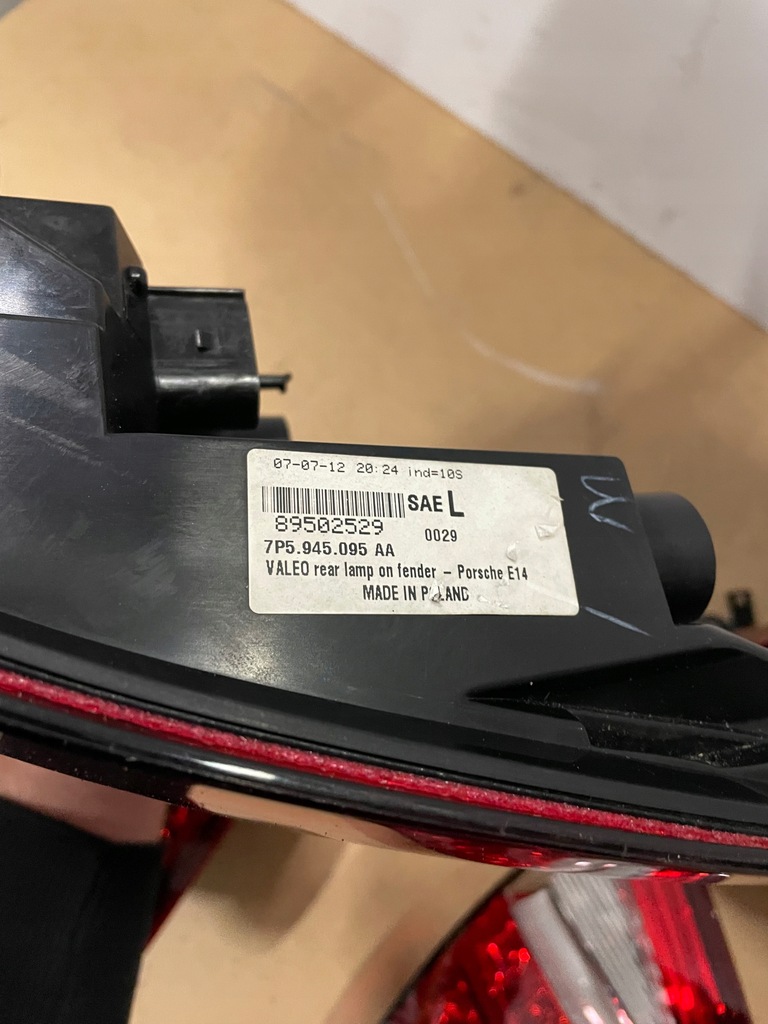 07-07-12 20:24 ind=10S
SAE L
89502529
0029
7P5.945.095 AA
VALEO rear lamp on fender - Porsche E14
MADE IN P LAND